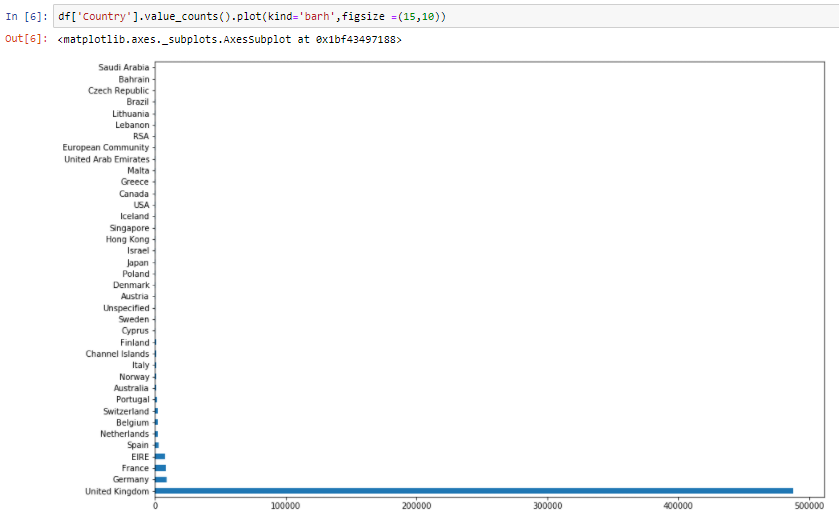 In [6]: df['Country'].value_counts().plot(kind='barh',figsize =(15,10))
Out[6]: <matplotlib.axes._subplots.AxesSubplot at 0x1bf43497188>
Saudi Arabia
Bahrain
Czech Republic
Brazil
Lithuania
Lebanon
RSA
European Community
United Arab Emirates
Malta
Greece
Canada
USA
Iceland
Singapore
Hong Kong
Israel
Japan
Poland
Denmark
Austria
Unspecified
Sweden
Cyprus
Finland
Channel Islands
Italy
Norway
Australia
Portugal
Switzerland
Belgium
Netherlands
Spain
EIRE
France
Germany
United Kingdom
0 100000 200000 300000 400000 500000